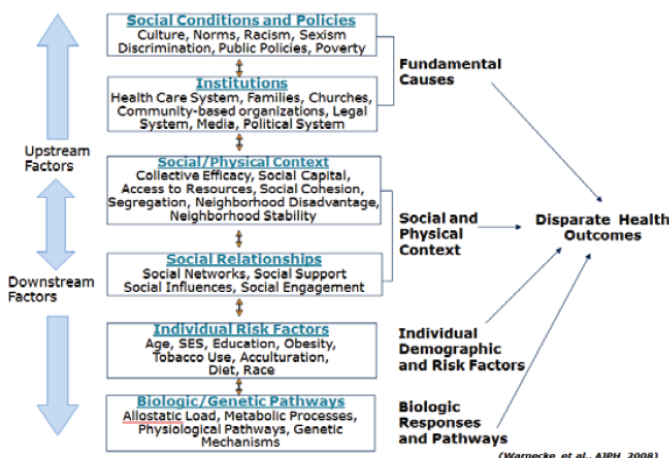 Social Conditions and Policies
Culture, Norms, Racism, Sexism
Discrimination, Public Policies, Poverty
Institutions
Health Care System, Families, Churches,
Community-based organizations, Legal
System, Media, Political System
Social/Physical Context
Collective Efficacy, Social Capital,
Access to Resources, Social Cohesion,
Segregation, Neighborhood Disadvantage,
Neighborhood Stability
Social Relationships
Social Networks, Social Support
Social Influences, Social Engagement
Individual Risk Factors
Age, SES, Education, Obesity,
Tobacco Use, Acculturation,
Diet, Race
Biologic/Genetic Pathways
Allostatic Load, Metabolic Processes,
Physiological Pathways, Genetic
Mechanisms
Upstream
Factors
Downstream
Factors
Fundamental
Causes
Social and
Physical
Context
Individual
Demographic
and Risk Factors
Biologic
Responses
and Pathways
Disparate Health
Outcomes
(Warnecke, et al., AJPH, 2008)